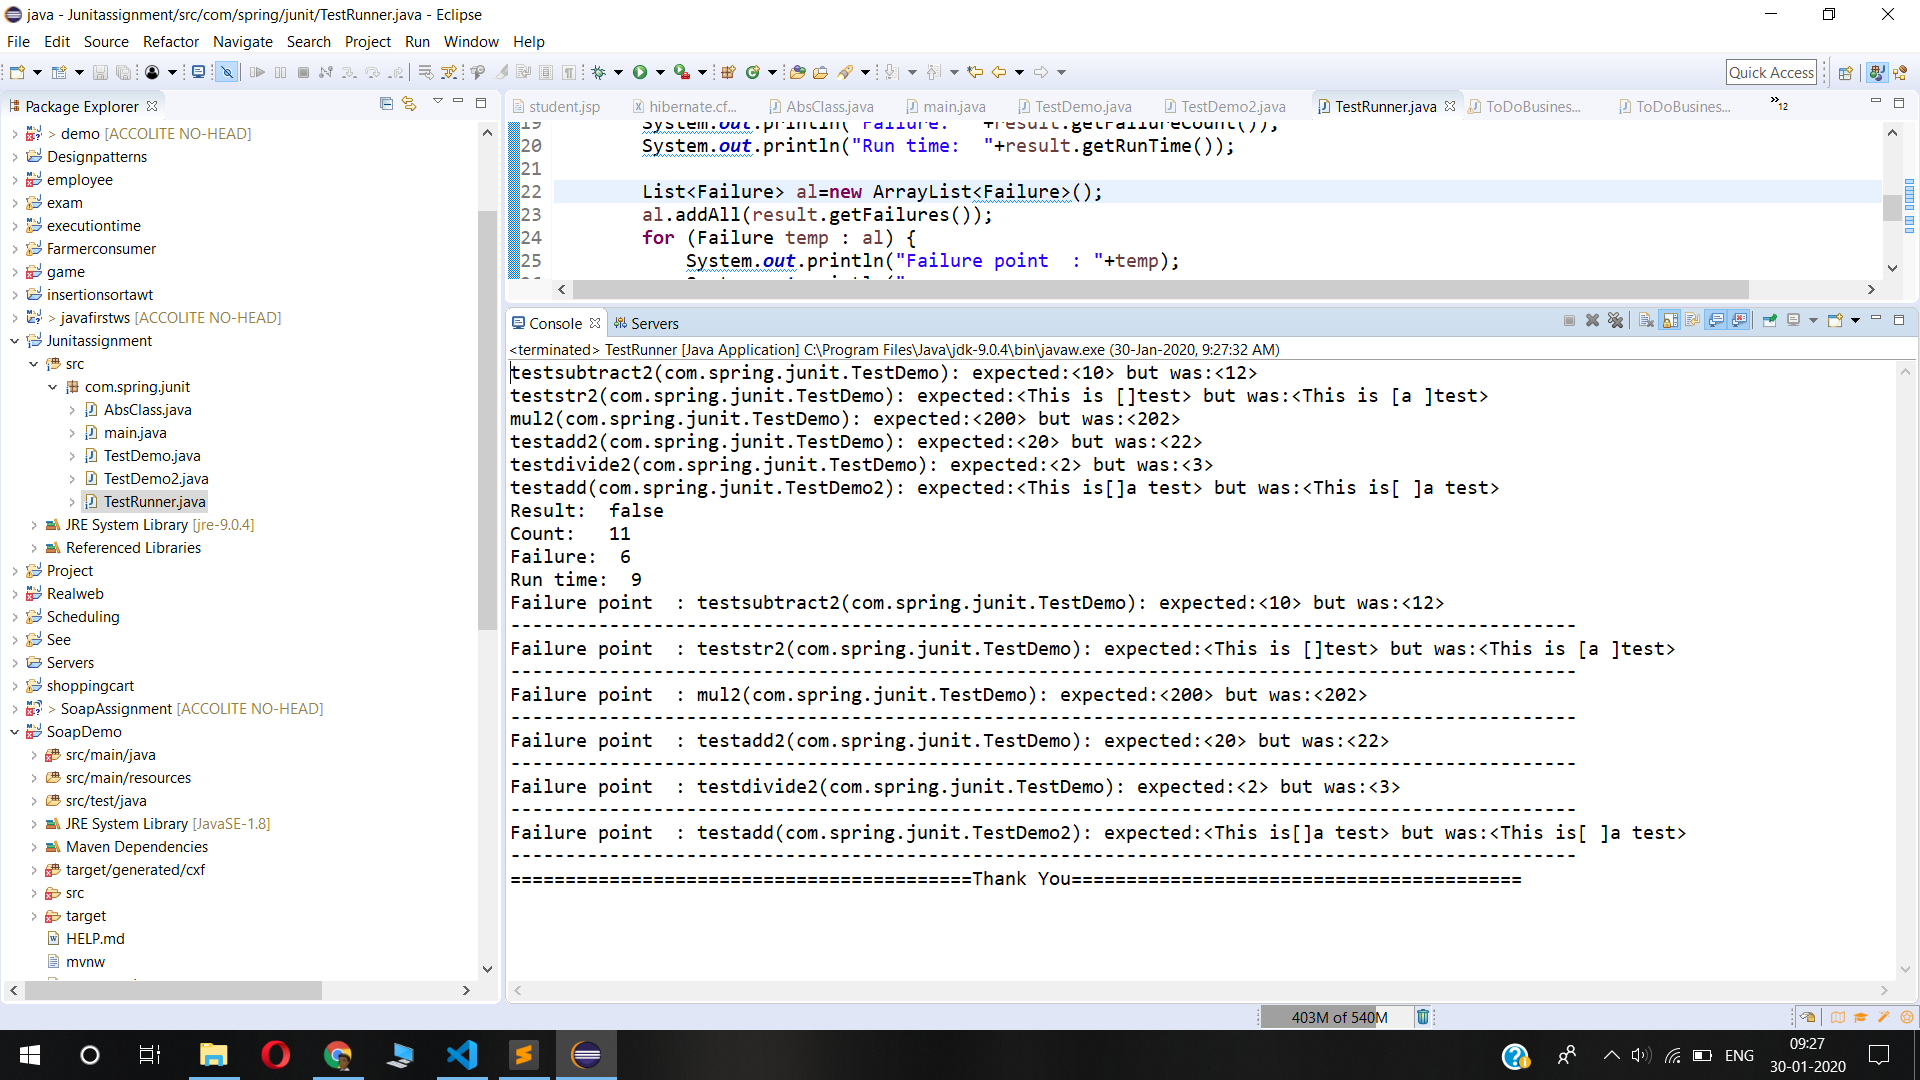 java - Junitassignment/src/com/spring/junit/TestRunner.java - Eclipse
File Edit Source Refactor Navigate Search Project Run Window Help
Quick Access
Package Explorer
> demo [ACCOLITE NO-HEAD]
Designpatterns
employee
exam
executiontime
Farmerconsumer
game
insertionsortawt
> javafirstws [ACCOLITE NO-HEAD]
Junitassignment
src
com.spring.junit
AbsClass.java
main.java
TestDemo.java
TestDemo2.java
TestRunner.java
JRE System Library [jre-9.0.4]
Referenced Libraries
Project
Realweb
Scheduling
See
Servers
shoppingcart
> SoapAssignment [ACCOLITE NO-HEAD]
SoapDemo
src/main/java
src/main/resources
src/test/java
JRE System Library [JavaSE-1.8]
Maven Dependencies
target/generated/cxf
src
target
HELP.md
mvnw
student.jsp hibernate.cf... AbsClass.java main.java TestDemo.java TestDemo2.java TestRunner.java ToDoBusines... ToDoBusines... »12
19 System.out.println("Failure:  "+result.getFailureCount());
20 System.out.println("Run time:  "+result.getRunTime());
21
22 List<Failure> al=new ArrayList<Failure>();
23 al.addAll(result.getFailures());
24 for (Failure temp : al) {
25 System.out.println("Failure point  : "+temp);
Console Servers
<terminated> TestRunner [Java Application] C:\Program Files\Java\jdk-9.0.4\bin\javaw.exe (30-Jan-2020, 9:27:32 AM)
testsubtract2(com.spring.junit.TestDemo): expected:<10> but was:<12>
teststr2(com.spring.junit.TestDemo): expected:<This is []test> but was:<This is [a ]test>
mul2(com.spring.junit.TestDemo): expected:<200> but was:<202>
testadd2(com.spring.junit.TestDemo): expected:<20> but was:<22>
testdivide2(com.spring.junit.TestDemo): expected:<2> but was:<3>
testadd(com.spring.junit.TestDemo2): expected:<This is[]a test> but was:<This is[ ]a test>
Result:  false
Count:   11
Failure:  6
Run time:  9
Failure point  : testsubtract2(com.spring.junit.TestDemo): expected:<10> but was:<12>
-------------------------------------------------------------------------------------------------
Failure point  : teststr2(com.spring.junit.TestDemo): expected:<This is []test> but was:<This is [a ]test>
-------------------------------------------------------------------------------------------------
Failure point  : mul2(com.spring.junit.TestDemo): expected:<200> but was:<202>
-------------------------------------------------------------------------------------------------
Failure point  : testadd2(com.spring.junit.TestDemo): expected:<20> but was:<22>
-------------------------------------------------------------------------------------------------
Failure point  : testdivide2(com.spring.junit.TestDemo): expected:<2> but was:<3>
-------------------------------------------------------------------------------------------------
Failure point  : testadd(com.spring.junit.TestDemo2): expected:<This is[]a test> but was:<This is[ ]a test>
-------------------------------------------------------------------------------------------------
==========================================Thank You=========================================
403M of 540M
ENG
09:27
30-01-2020